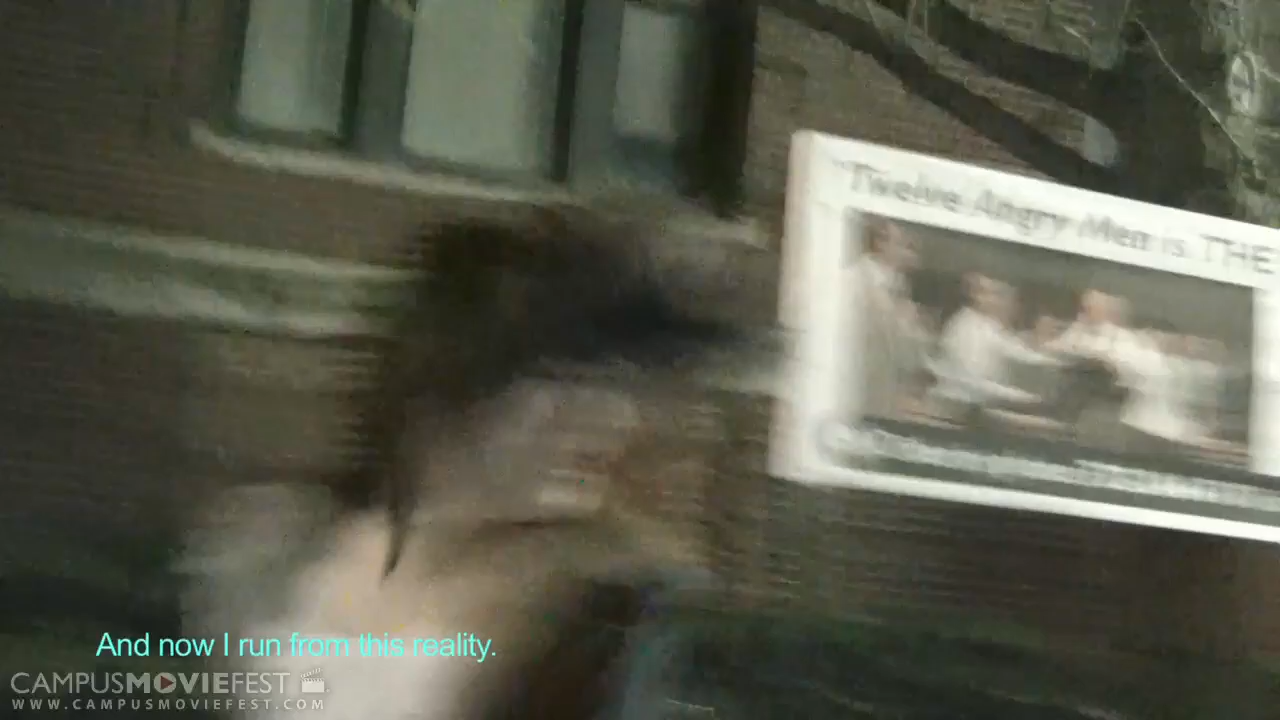 "Twelve Angry Men is THE
And now I run from this reality.
CAMPUSMOVIEFEST
WWW.CAMPUSMOVIEFEST.COM